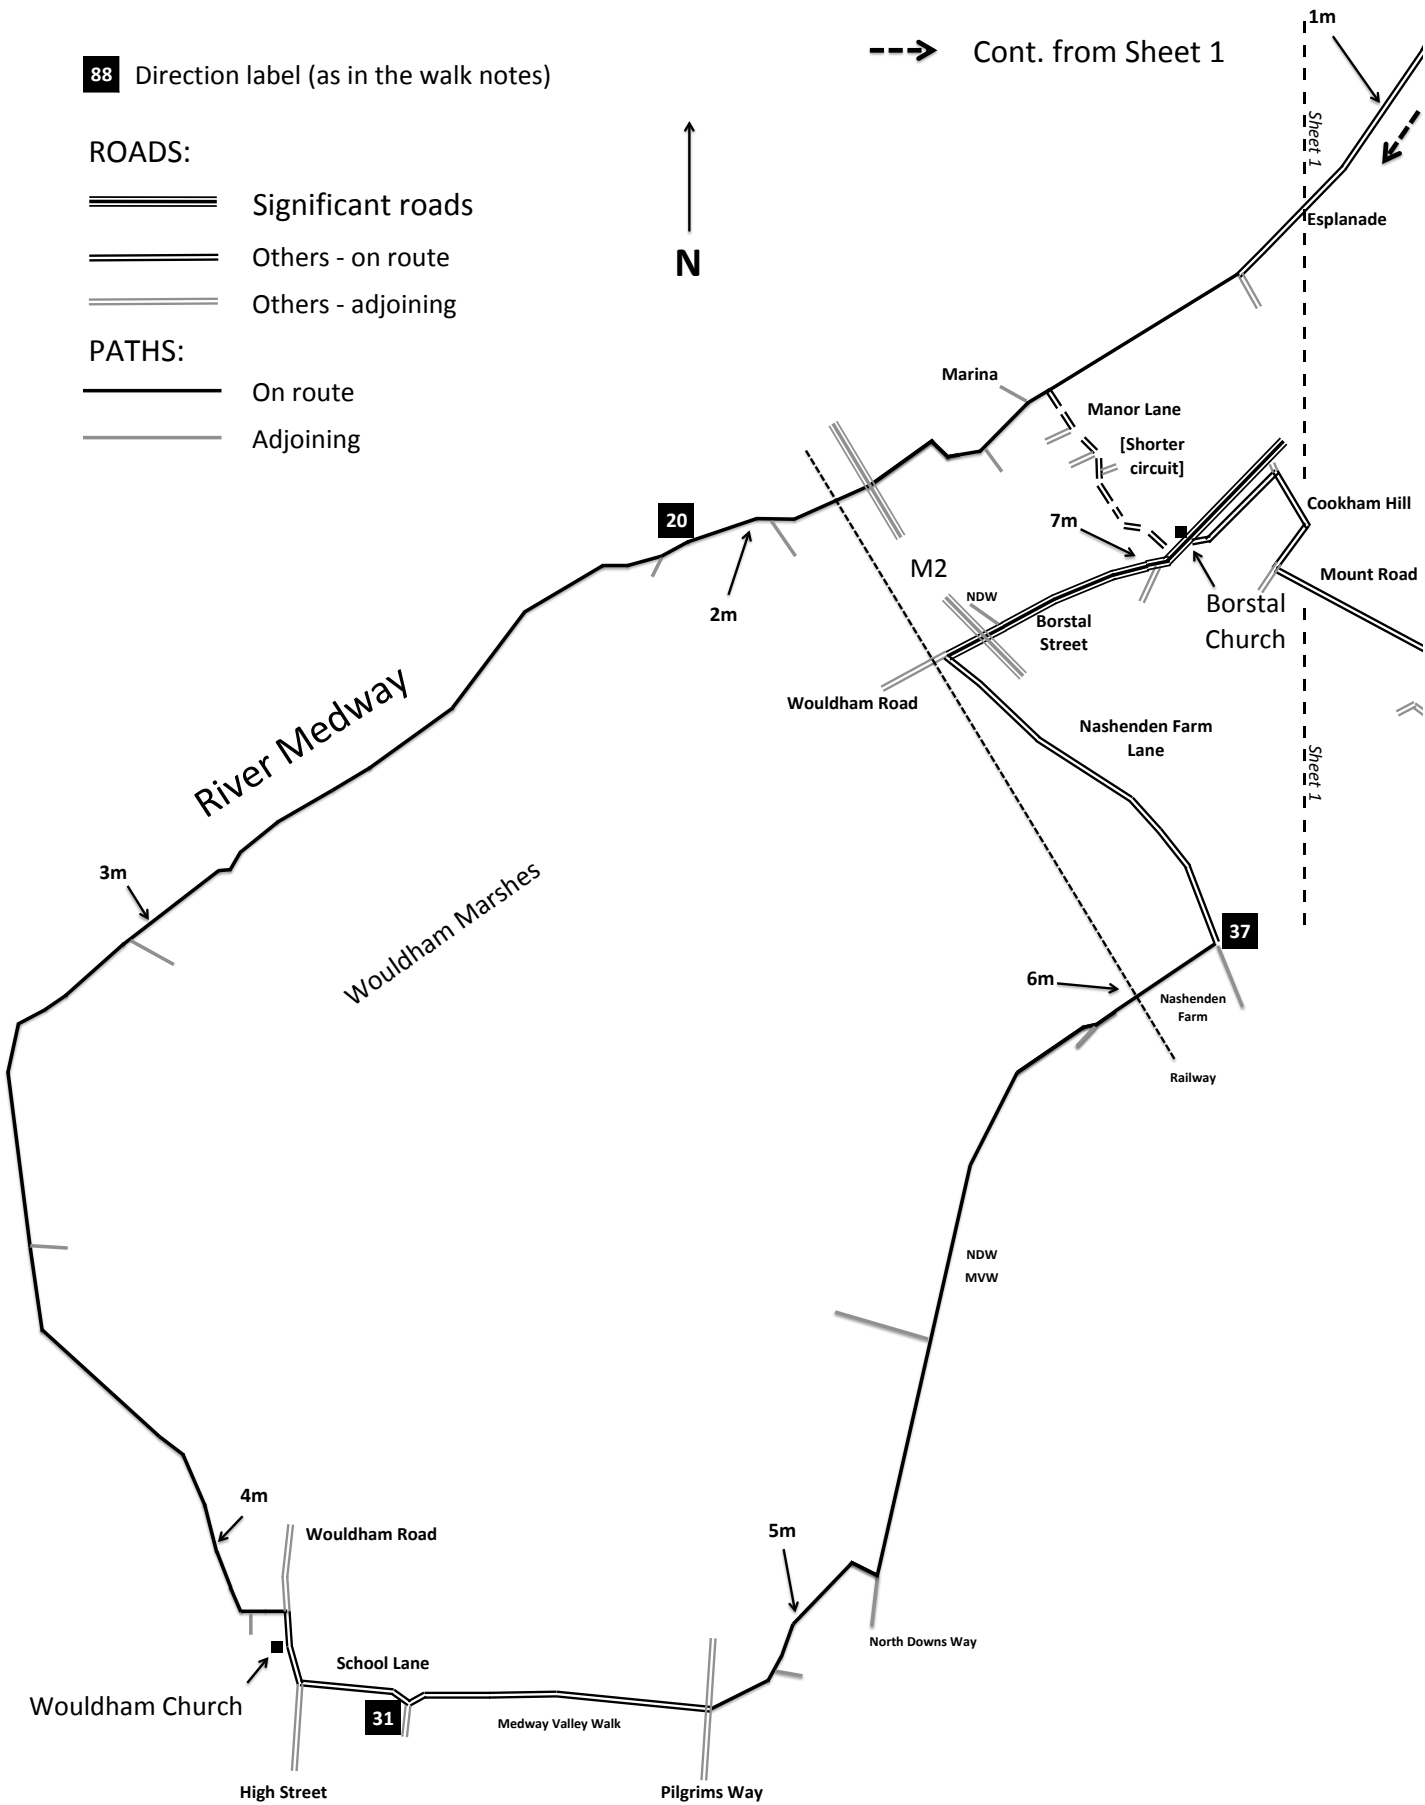 1m
Cont. from Sheet 1
88 Direction label (as in the walk notes)
ROADS:
Sheet 1
Significant roads
Esplanade
Others - on route
N
Others - adjoining
PATHS:
On route
Marina
Manor Lane
Adjoining
[Shorter
circuit]
Cookham Hill
20
7m
M2
Mount Road
NDW
Borstal
Church
2m
Borstal
Street
River Medway
Wouldham Road
Nashenden Farm
Lane
Sheet 1
3m
Wouldham Marshes
37
6m
Nashenden
Farm
Railway
NDW
MVW
4m
Wouldham Road
5m
North Downs Way
School Lane
Wouldham Church
31
Medway Valley Walk
High Street
Pilgrims Way